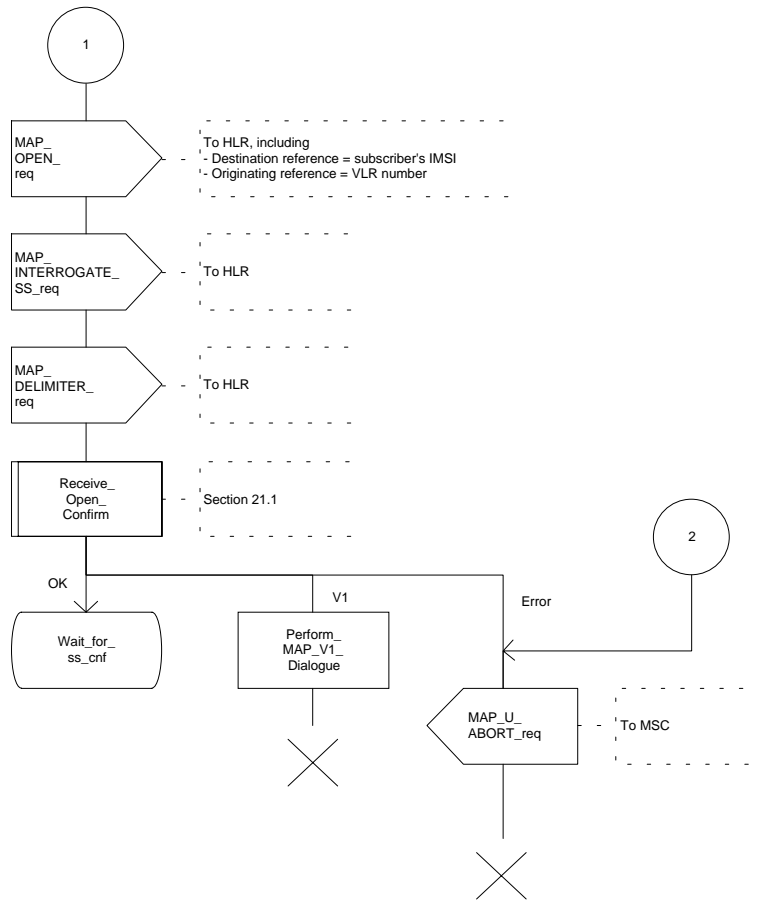 1
MAP_
OPEN_
req
To HLR, including
- Destination reference = subscriber's IMSI
- Originating reference = VLR number
MAP_
INTERROGATE_
SS_req
To HLR
MAP_
DELIMITER_
req
To HLR
Receive_
Open_
Confirm
Section 21.1
2
OK
V1
Error
Wait_for_
ss_cnf
Perform_
MAP_V1_
Dialogue
MAP_U_
ABORT_req
To MSC